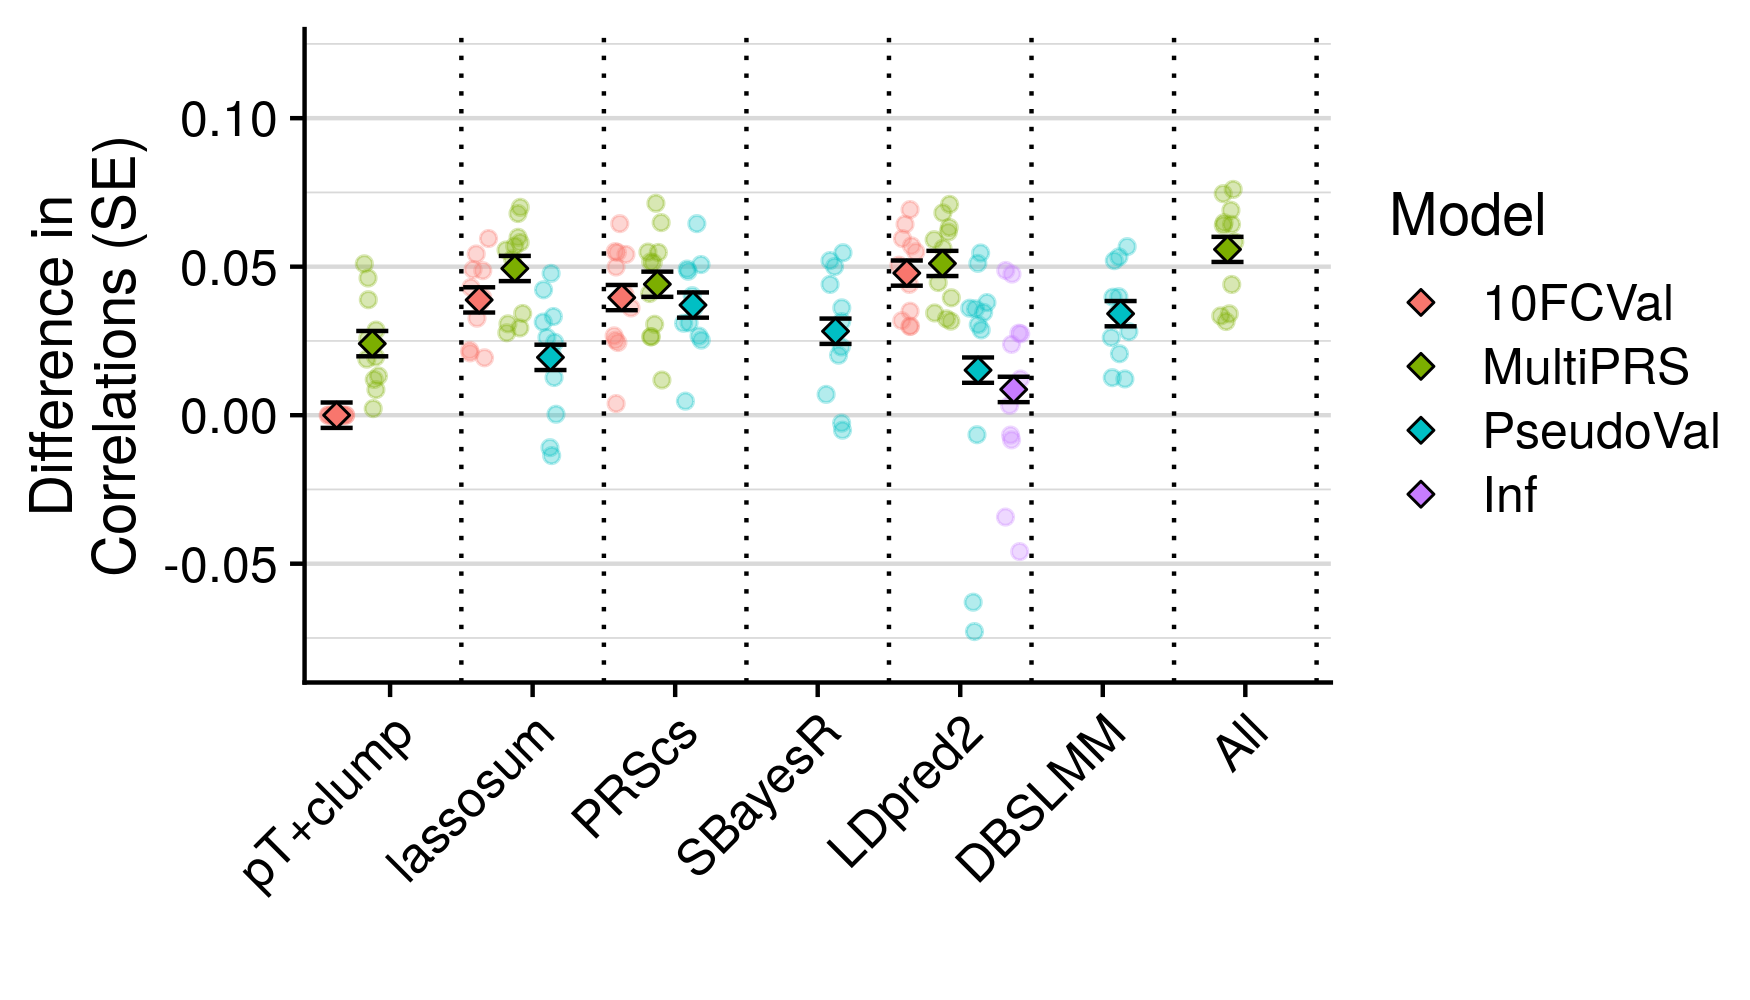 Difference in
Correlations (SE)
0.10
0.05
0.00
-0.05
pT+clump
lassosum
PRScs
SBayesR
LDpred2
DBSLMM
All
Model
10FCVal
MultiPRS
PseudoVal
Inf